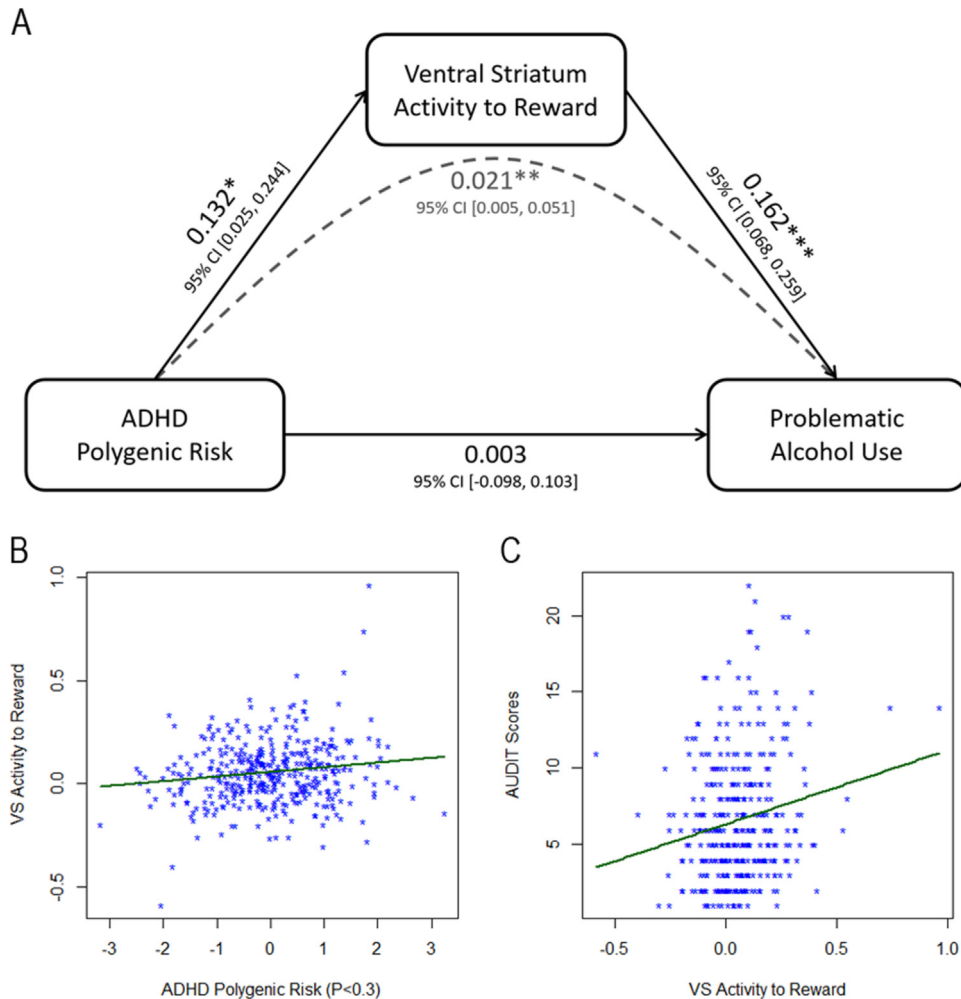 A
Ventral Striatum
Activity to Reward
0.132*
95% CI [0.025, 0.244]
0.021**
95% CI [0.005, 0.051]
0.162***
95% CI [0.068, 0.259]
ADHD
Polygenic Risk
0.003
95% CI [-0.098, 0.103]
Problematic
Alcohol Use
B
VS Activity to Reward
1.0
0.5
0.0
-0.5
-3 -2 -1 0 1 2 3
ADHD Polygenic Risk (P<0.3)
C
AUDIT Scores
20
15
10
5
-0.5 0.0 0.5 1.0
VS Activity to Reward